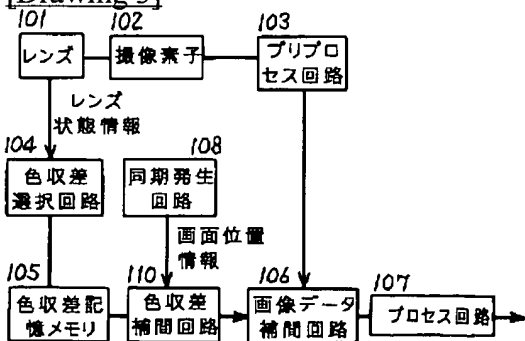 [Drawing
101
レンズ
102
撮像素子
103
プリプロ
セス回路
レンズ
状態情報
104
色収差
選択回路
108
同期発生
回路
画面位置
情報
105
色収差記
憶メモリ
110
色収差
補間回路
106
画像データ
補間回路
107
プロセス回路